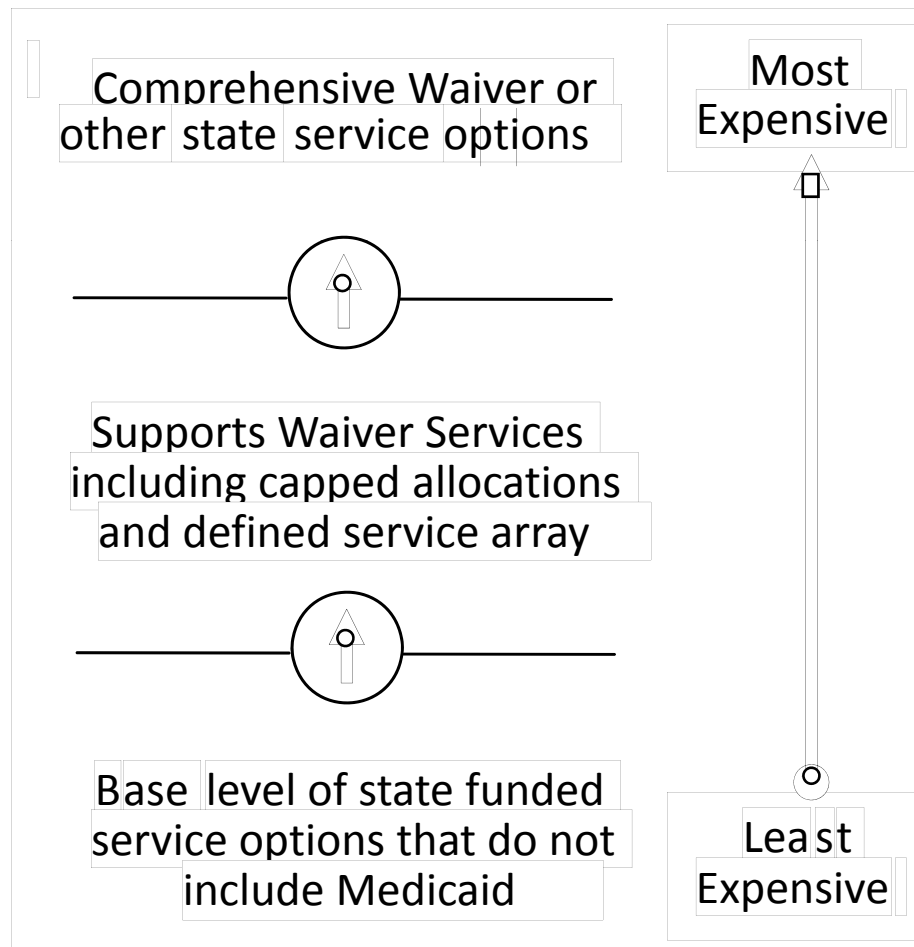 Comprehensive Waiver or
other state service options
Most
Expensive
Supports Waiver Services
including capped allocations
and defined service array
Base level of state funded
service options that do not
include Medicaid
Least
Expensive